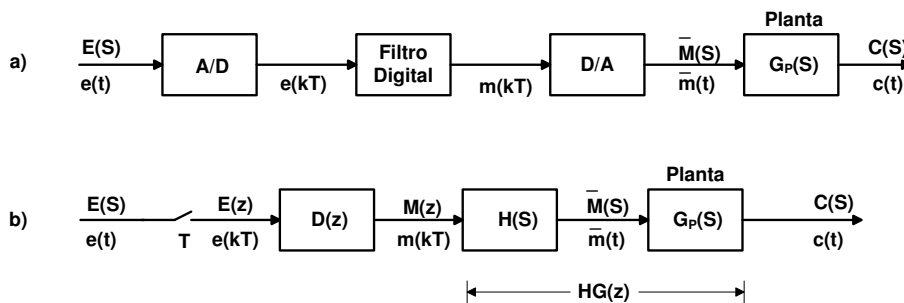 Planta
a)
E(S)
e(t)
A/D
e(kT)
Filtro
Digital
m(kT)
D/A
M̅(S)
m̅(t)
G_P(S)
C(S)
c(t)
Planta
b)
E(S)
e(t)
T
E(z)
e(kT)
D(z)
M(z)
m(kT)
H(S)
M̅(S)
m̅(t)
G_P(S)
C(S)
c(t)
HG(z)